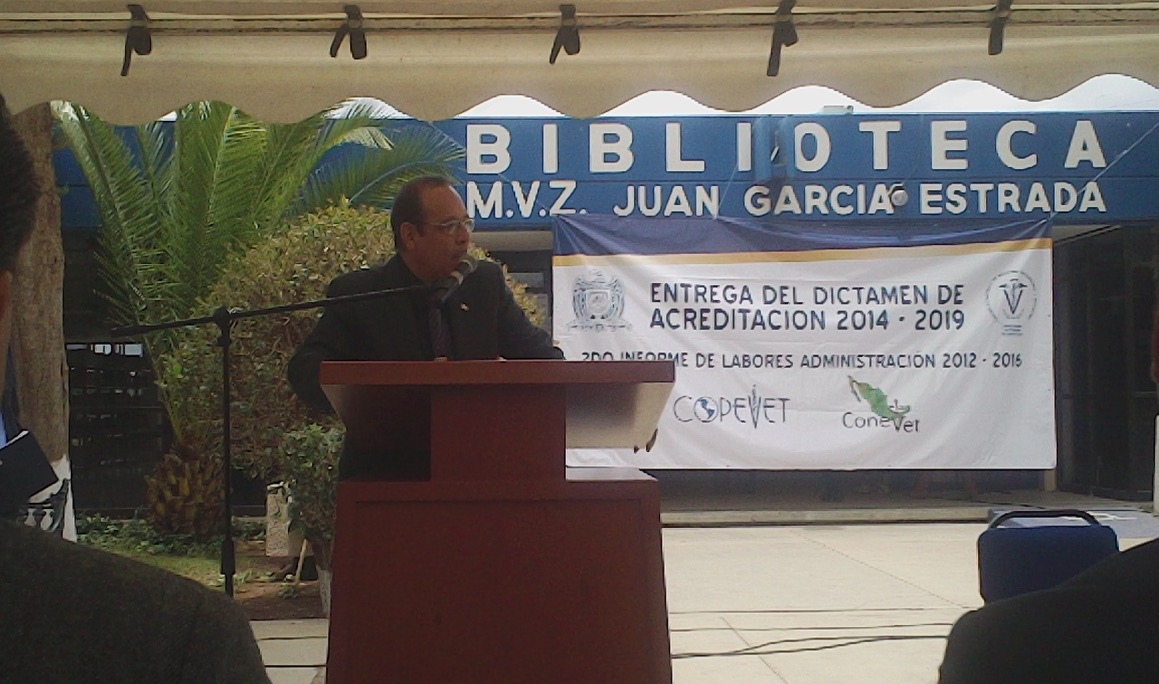 BIBLIOTECA
M.V.Z. JUAN GARCIA ESTRADA
ENTREGA DEL DICTAMEN DE
ACREDITACION 2014 - 2019
2DO INFORME DE LABORES ADMINISTRACIÓN 2012 - 2016
COPEVET
ConeVet